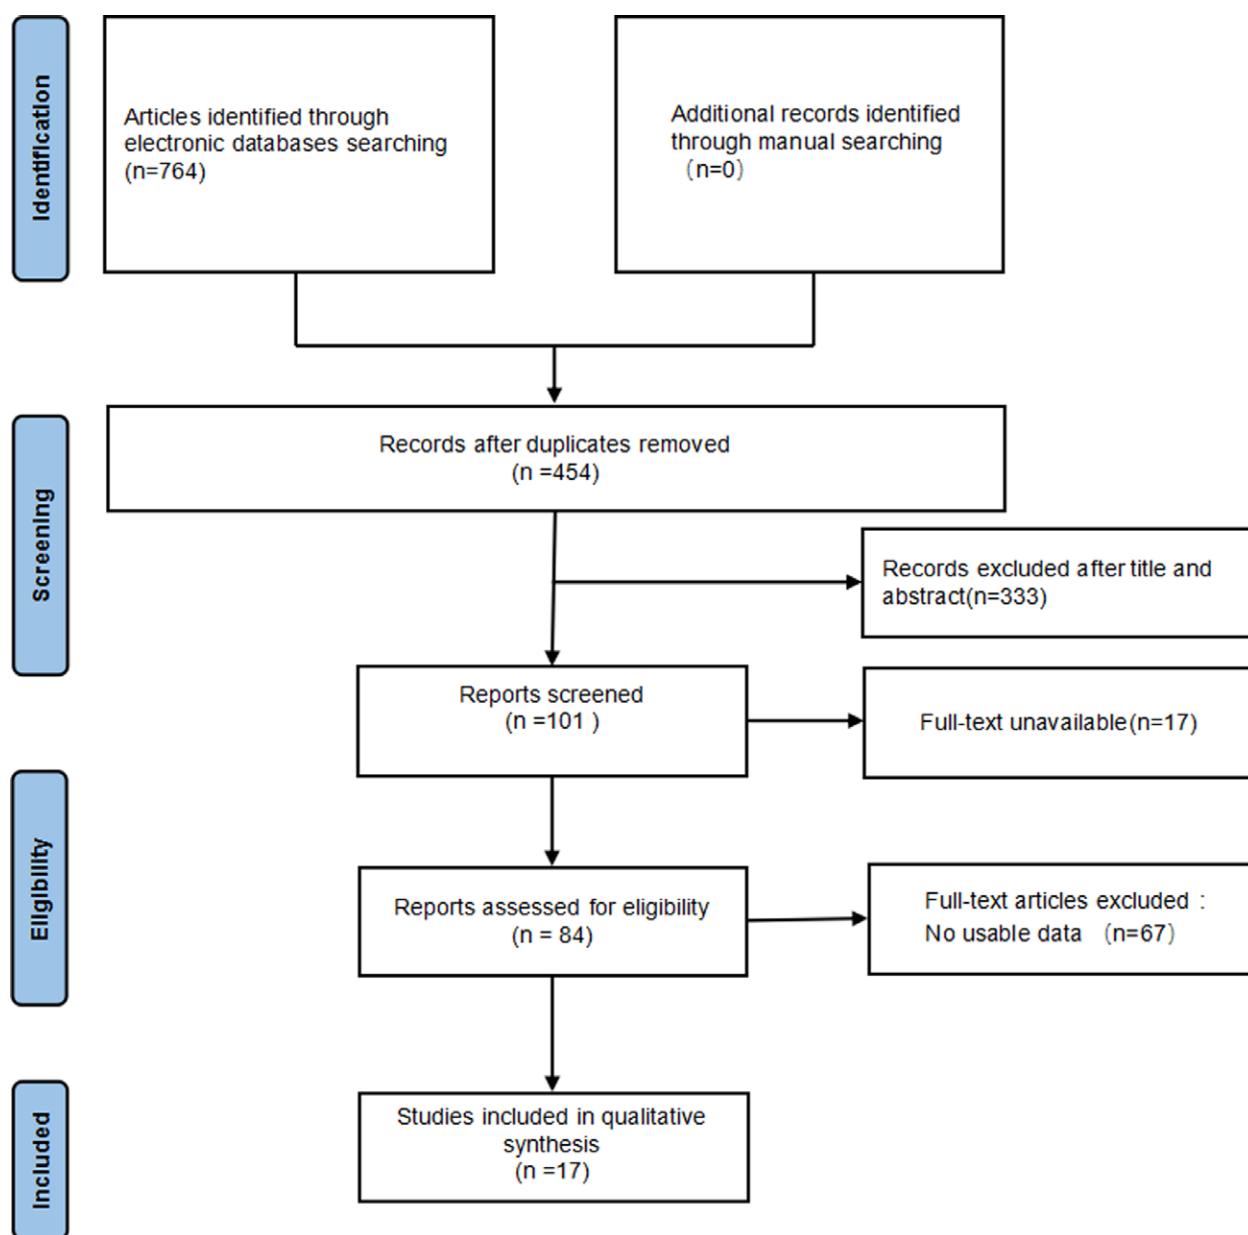 Identification
Articles identified through
electronic databases searching
(n=764)
Additional records identified
through manual searching
（n=0）
Screening
Records after duplicates removed
(n =454)
Records excluded after title and
abstract(n=333)
Reports screened
(n =101 )
Full-text unavailable(n=17)
Eligibility
Reports assessed for eligibility
(n = 84)
Full-text articles excluded：
No usable data （n=67）
Included
Studies included in qualitative
synthesis
(n =17)